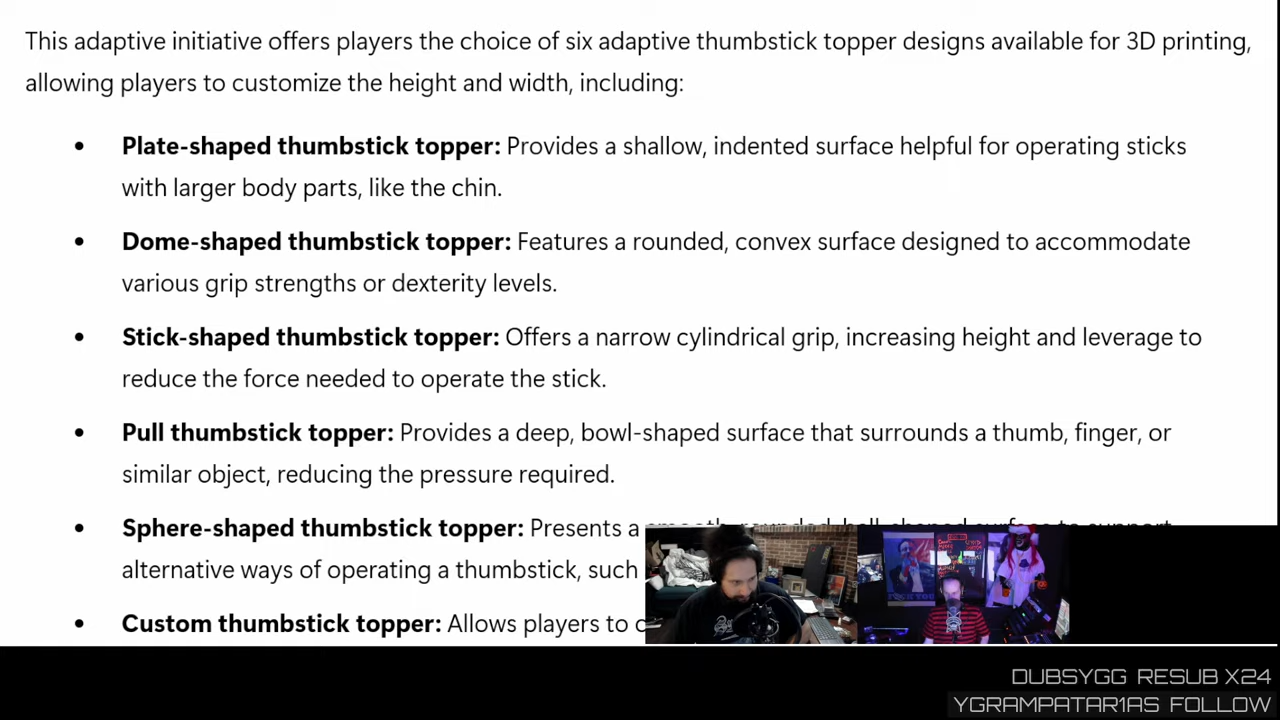 This adaptive initiative offers players the choice of six adaptive thumbstick topper designs available for 3D printing,
allowing players to customize the height and width, including:
• Plate-shaped thumbstick topper: Provides a shallow, indented surface helpful for operating sticks
with larger body parts, like the chin.
• Dome-shaped thumbstick topper: Features a rounded, convex surface designed to accommodate
various grip strengths or dexterity levels.
• Stick-shaped thumbstick topper: Offers a narrow cylindrical grip, increasing height and leverage to
reduce the force needed to operate the stick.
• Pull thumbstick topper: Provides a deep, bowl-shaped surface that surrounds a thumb, finger, or
similar object, reducing the pressure required.
• Sphere-shaped thumbstick topper: Presents a
alternative ways of operating a thumbstick, such
• Custom thumbstick topper: Allows players to
DUBSYGG RESUB X24
YGRAMPATAR1AS FOLLOW